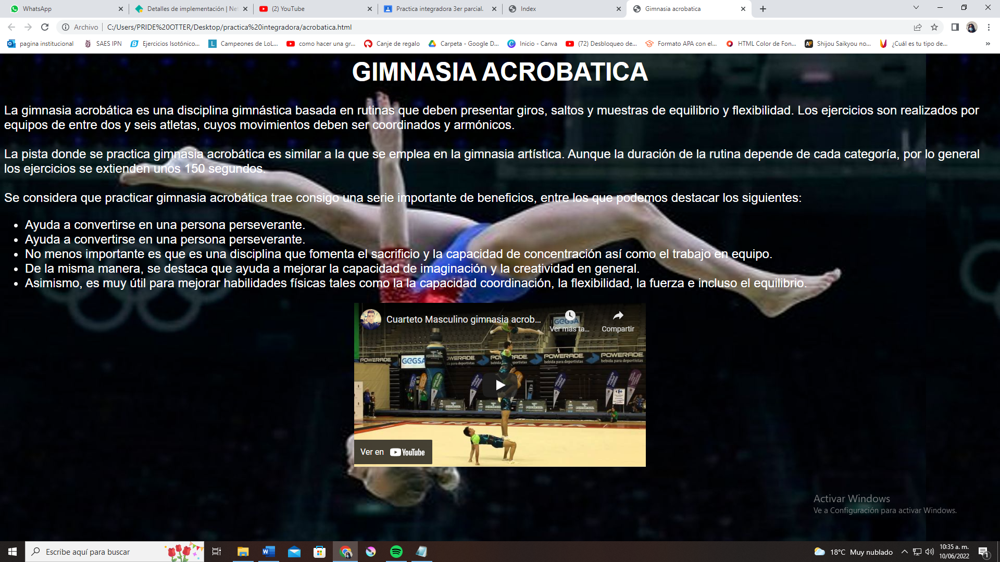 WhatsApp
Detalles de implementación | Net
(2) YouTube
Practica integradora 3er parcial.
Index
Gimnasia acrobatica
Archivo
C:/Users/PRIDE%20OTTER/Desktop/practica%20integradora/acrobatica.html
pagina institucional
SAES IPN
Ejercicios Isotónico...
Campeones de LoL...
como hacer una gr...
Canje de regalo
Carpeta - Google D...
Inicio - Canva
(72) Desbloqueo de...
Formato APA con el...
HTML Color de Fon...
Shijou Saikyou no...
¿Cuál es tu tipo de...
GIMNASIA ACROBATICA
La gimnasia acrobática es una disciplina gimnástica basada en rutinas que deben presentar giros, saltos y muestras de equilibrio y flexibilidad. Los ejercicios son realizados por
equipos de entre dos y seis atletas, cuyos movimientos deben ser coordinados y armónicos.
La pista donde se practica gimnasia acrobática es similar a la que se emplea en la gimnasia artística. Aunque la duración de la rutina depende de cada categoría, por lo general
los ejercicios se extienden unos 150 segundos.
Se considera que practicar gimnasia acrobática trae consigo una serie importante de beneficios, entre los que podemos destacar los siguientes:
• Ayuda a convertirse en una persona perseverante.
• Ayuda a convertirse en una persona perseverante.
• No menos importante es que es una disciplina que fomenta el sacrificio y la capacidad de concentración así como el trabajo en equipo.
• De la misma manera, se destaca que ayuda a mejorar la capacidad de imaginación y la creatividad en general.
• Asimismo, es muy útil para mejorar habilidades físicas tales como la la capacidad coordinación, la flexibilidad, la fuerza e incluso el equilibrio.
Cuarteto Masculino gimnasia acrob...
Ver más ta...
Compartir
GEGSA
POWERADE
GEGSA
POWERADE
POWERADE
bebida para deportistas
POWERADE
bebida para deportistas
GRANADA
Ver en YouTube
Activar Windows
Ve a Configuración para activar Windows.
Escribe aquí para buscar
18°C Muy nublado
10:35 a. m.
10/06/2022
1